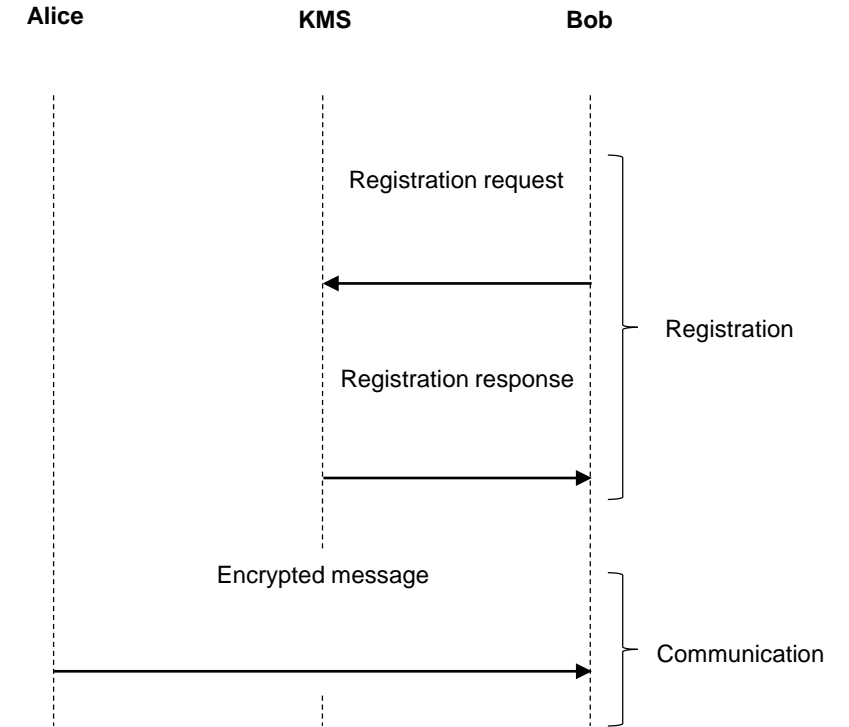 Alice
KMS
Bob
Registration request
Registration
Registration response
Encrypted message
Communication